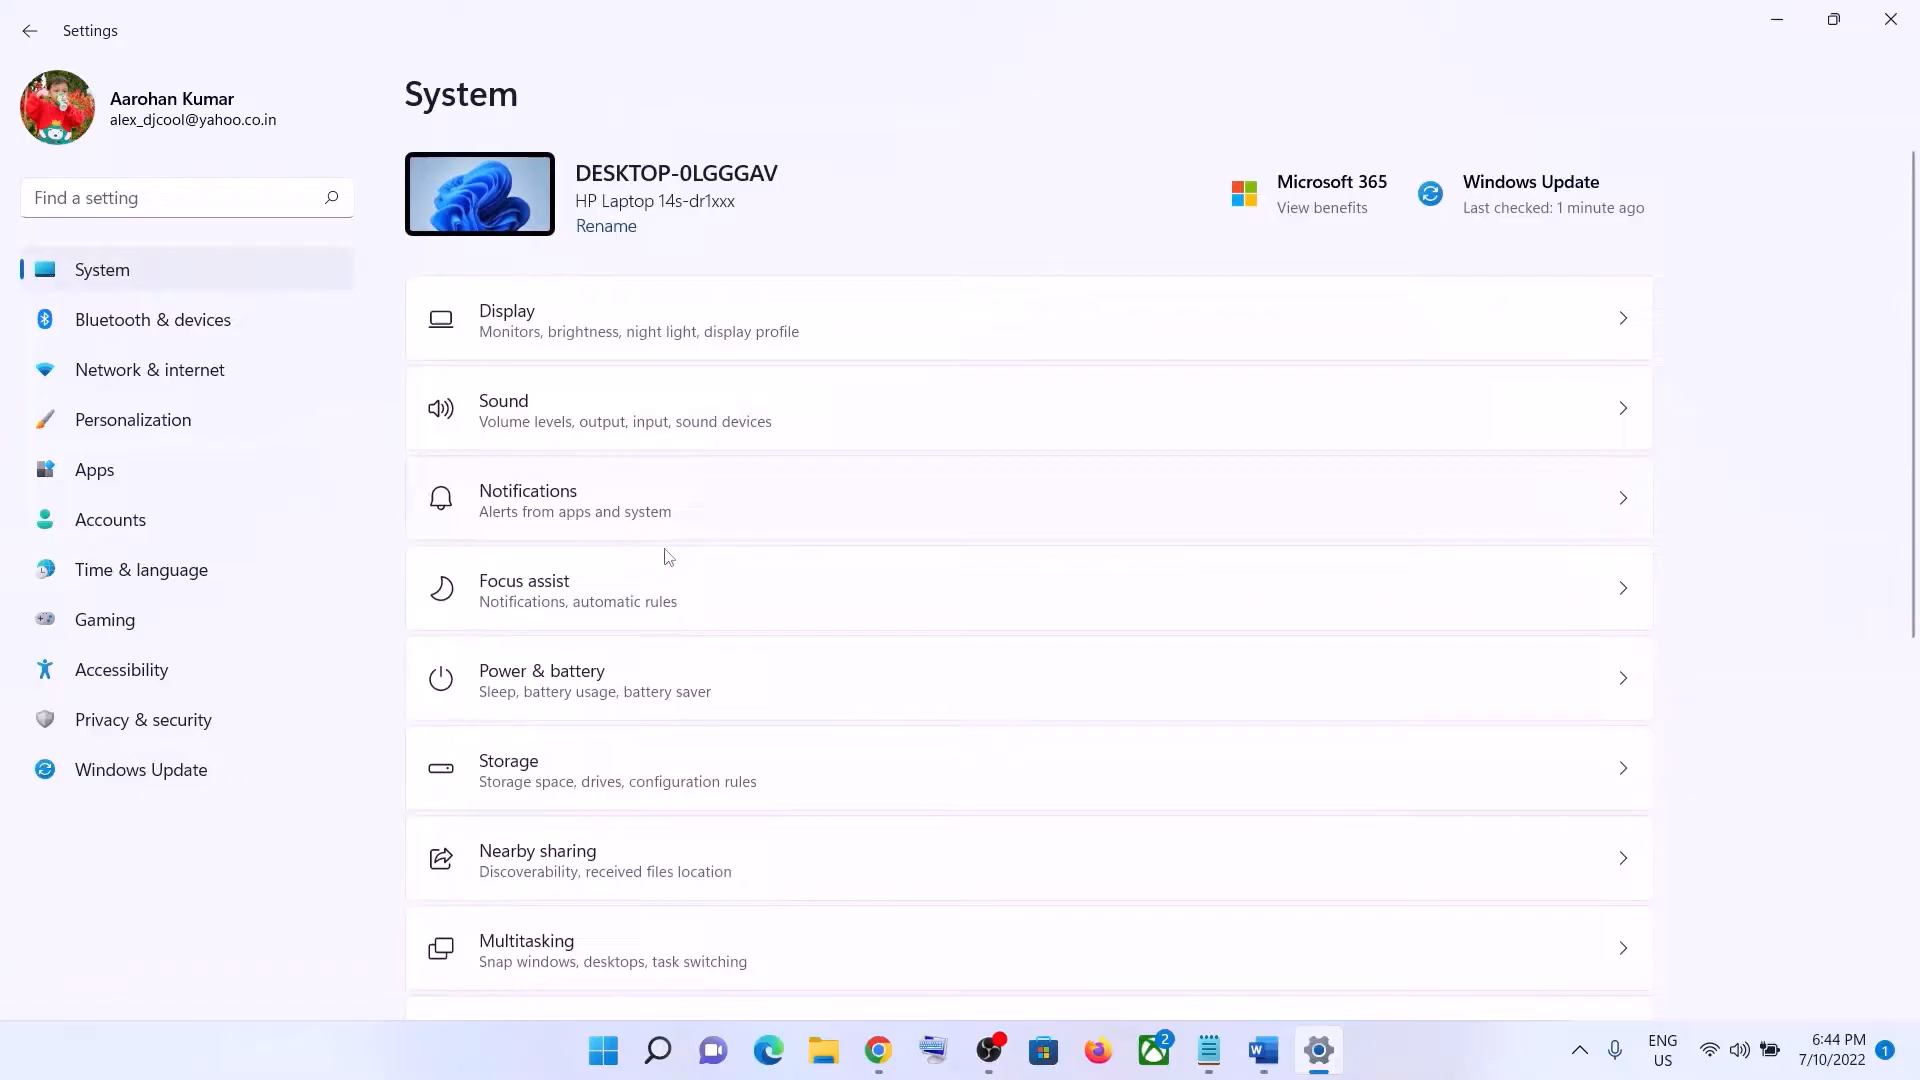 Settings
Aarohan Kumar
alex_djcool@yahoo.co.in
Find a setting
System
Bluetooth & devices
Network & internet
Personalization
Apps
Accounts
Time & language
Gaming
Accessibility
Privacy & security
Windows Update
System
DESKTOP-0LGGGAV
HP Laptop 14s-dr1xxx
Rename
Microsoft 365
View benefits
Windows Update
Last checked: 1 minute ago
Display
Monitors, brightness, night light, display profile
Sound
Volume levels, output, input, sound devices
Notifications
Alerts from apps and system
Focus assist
Notifications, automatic rules
Power & battery
Sleep, battery usage, battery saver
Storage
Storage space, drives, configuration rules
Nearby sharing
Discoverability, received files location
Multitasking
Snap windows, desktops, task switching
2
W
ENG
US
6:44 PM
7/10/2022
1